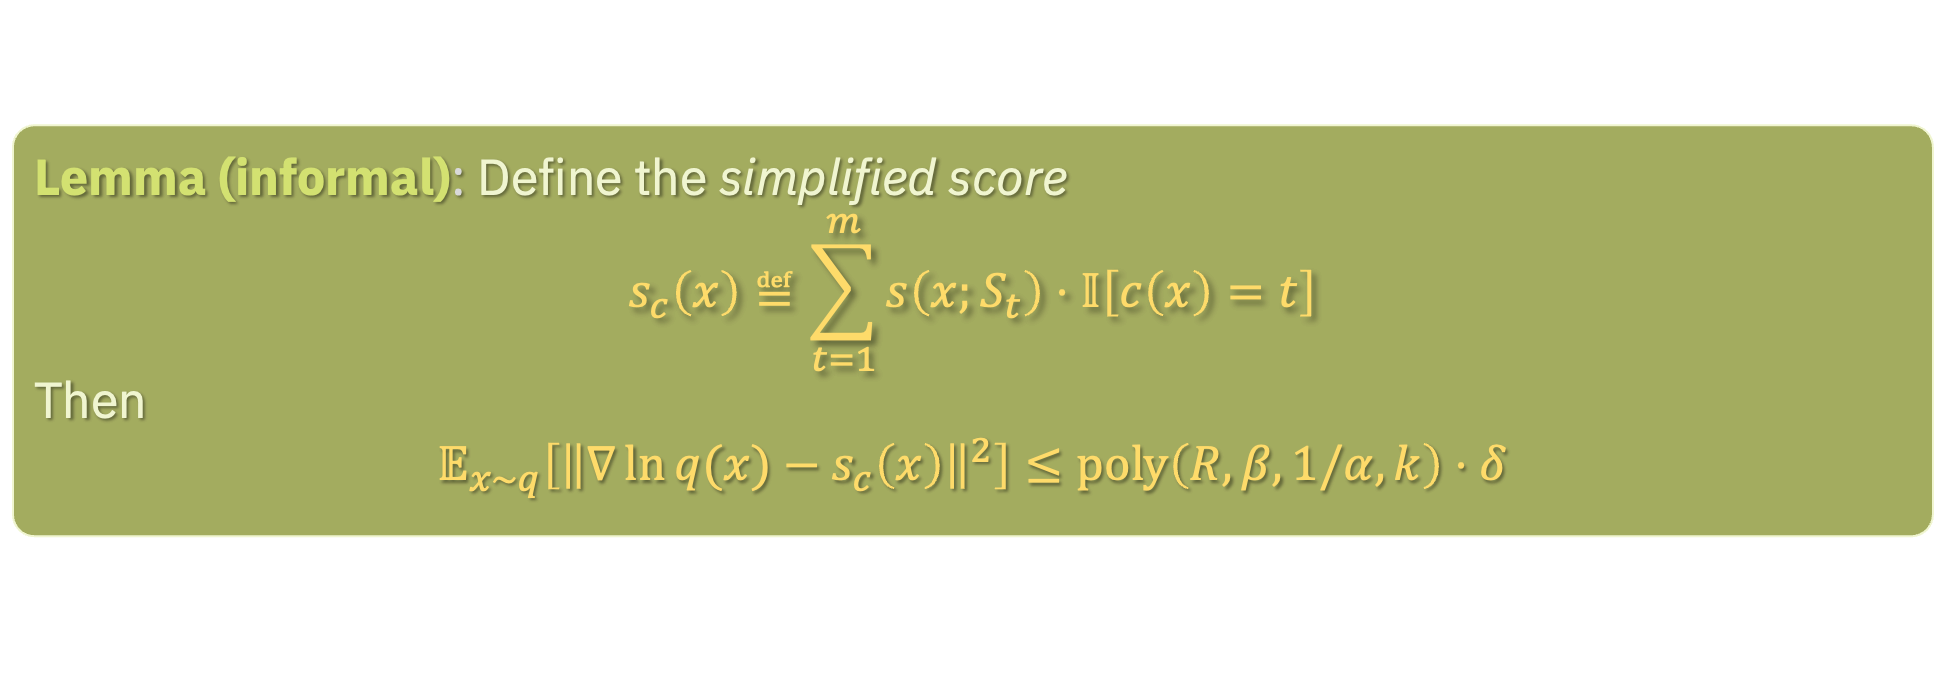 Lemma (informal): Define the simplified score
s_c(x) ≝ ∑_{t=1}^{m} s(x; S_t) · 𝕀[c(x) = t]
Then
𝔼_{x~q}[‖∇ ln q(x) − s_c(x)‖²] ≤ poly(R, β, 1/α, k) · δ